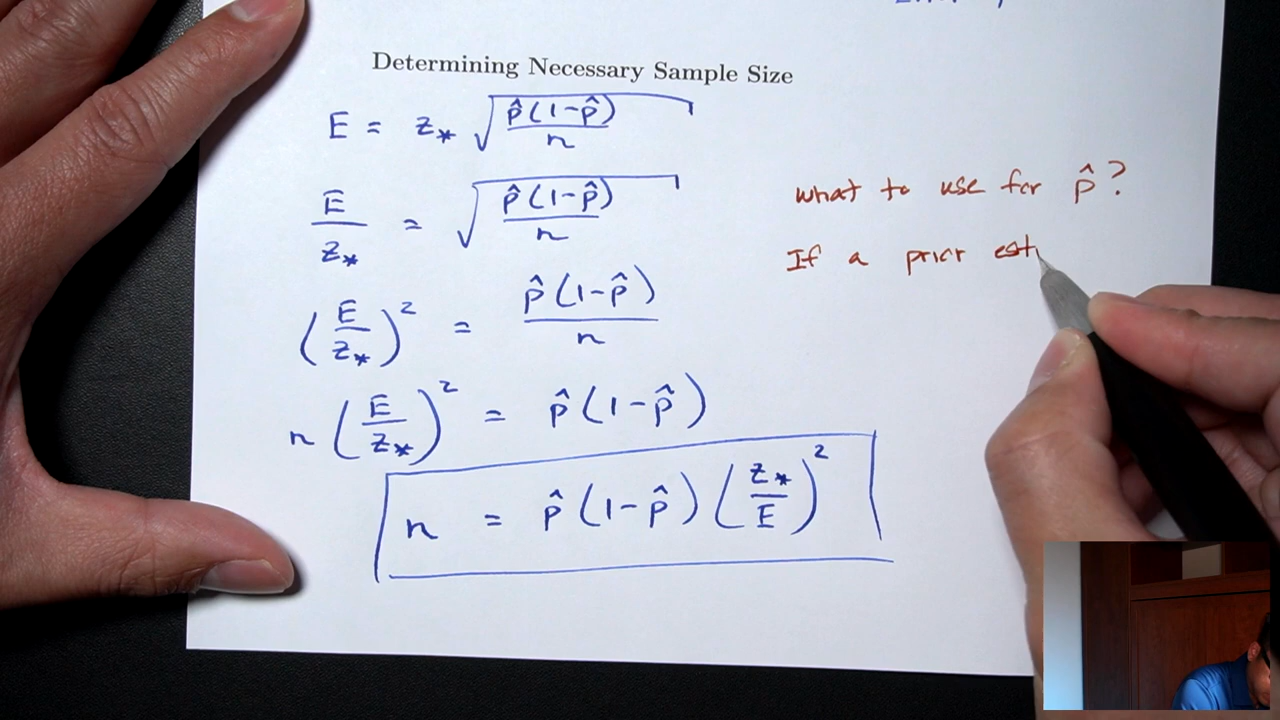 Determining Necessary Sample Size
E = z* √(p̂(1-p̂)/n)
E/z* = √(p̂(1-p̂)/n)
(E/z*)² = p̂(1-p̂)/n
n(E/z*)² = p̂(1-p̂)
n = p̂(1-p̂)(z*/E)²
What to use for p̂?
If a prior est